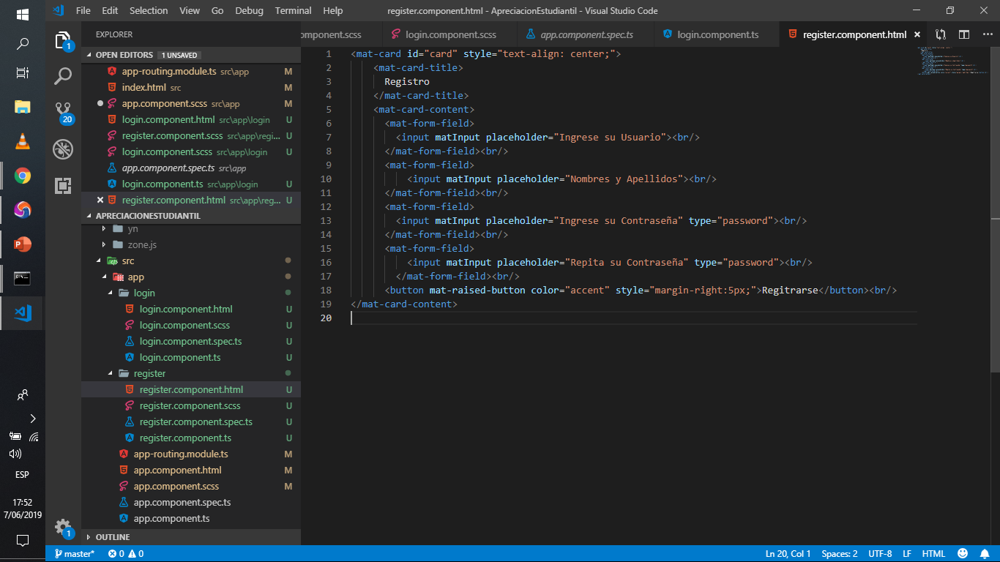 File Edit Selection View Go Debug Terminal Help register.component.html - ApreciacionEstudiantil - Visual Studio Code
EXPLORER
OPEN EDITORS 1 UNSAVED
app-routing.module.ts src\app M
index.html src M
app.component.scss src\app M
login.component.html src\app\login U
register.component.scss src\app\regi... U
login.component.scss src\app\login U
app.component.spec.ts src\app
login.component.ts src\app\login U
register.component.html src\app\reg... U
APRECIACIONESTUDIANTIL
yn
zone.js
src
app
login
login.component.html U
login.component.scss U
login.component.spec.ts U
login.component.ts U
register
register.component.html U
register.component.scss U
register.component.spec.ts U
register.component.ts U
app-routing.module.ts M
app.component.html M
app.component.scss M
app.component.spec.ts
app.component.ts
OUTLINE
omponent.scss login.component.scss app.component.spec.ts login.component.ts register.component.html
1 <mat-card id="card" style="text-align: center;">
2 <mat-card-title>
3 Registro
4 </mat-card-title>
5 <mat-card-content>
6 <mat-form-field>
7 <input matInput placeholder="Ingrese su Usuario"><br/>
8 </mat-form-field><br/>
9 <mat-form-field>
10 <input matInput placeholder="Nombres y Apellidos"><br/>
11 </mat-form-field><br/>
12 <mat-form-field>
13 <input matInput placeholder="Ingrese su Contraseña" type="password"><br/>
14 </mat-form-field><br/>
15 <mat-form-field>
16 <input matInput placeholder="Repita su Contraseña" type="password"><br/>
17 </mat-form-field><br/>
18 <button mat-raised-button color="accent" style="margin-right:5px;">Regitrarse</button><br/>
19 </mat-card-content>
20
1
20
1
ESP
17:52
7/06/2019
master* 0 0 Ln 20, Col 1 Spaces: 2 UTF-8 LF HTML